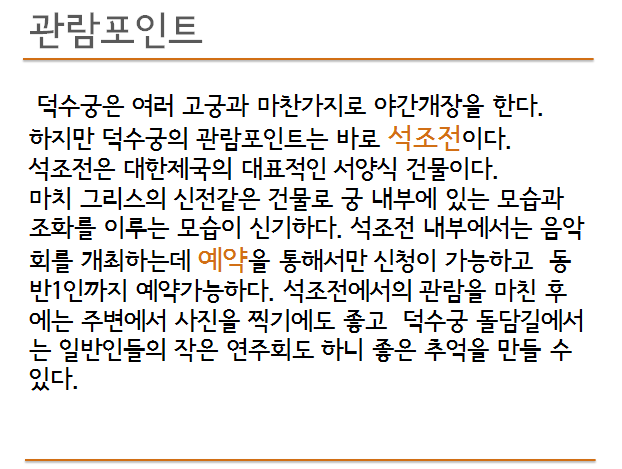 관람포인트
덕수궁은 여러 고궁과 마찬가지로 야간개장을 한다.
하지만 덕수궁의 관람포인트는 바로 석조전이다.
석조전은 대한제국의 대표적인 서양식 건물이다.
마치 그리스의 신전같은 건물로 궁 내부에 있는 모습과
조화를 이루는 모습이 신기하다. 석조전 내부에서는 음악
회를 개최하는데 예약을 통해서만 신청이 가능하고  동
반1인까지 예약가능하다. 석조전에서의 관람을 마친 후
에는 주변에서 사진을 찍기에도 좋고  덕수궁 돌담길에서
는 일반인들의 작은 연주회도 하니 좋은 추억을 만들 수
있다.